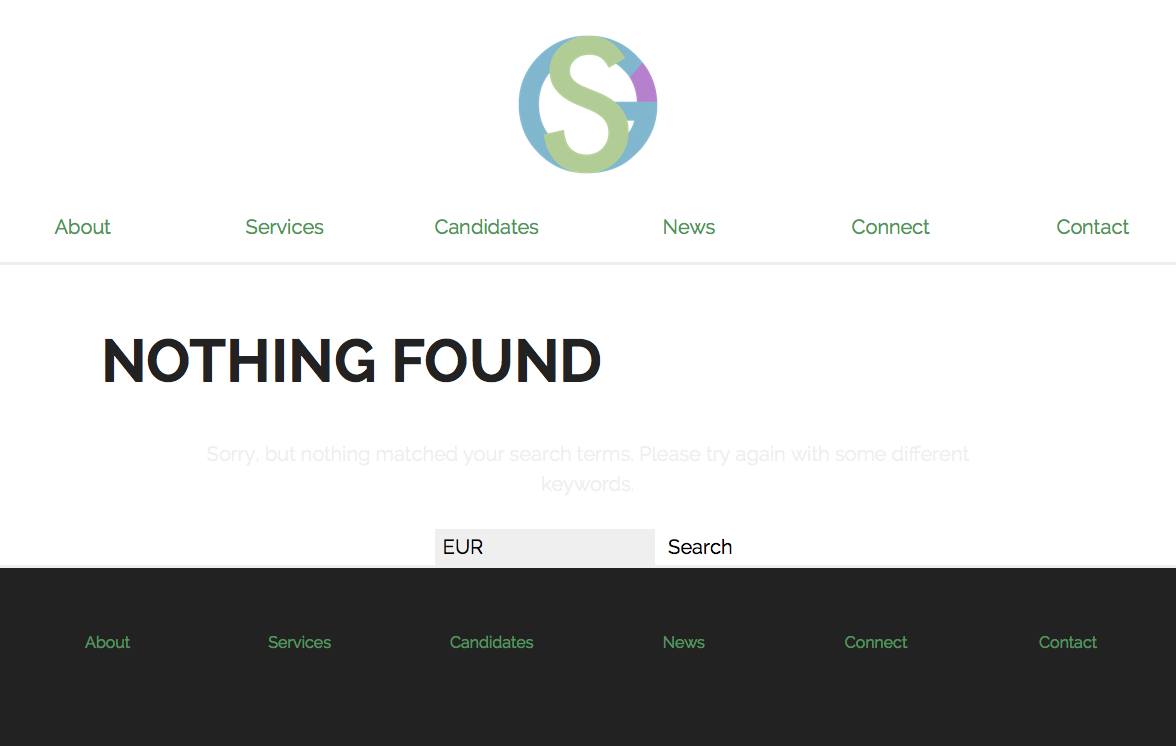 SG
About Services Candidates News Connect Contact
NOTHING FOUND
Sorry, but nothing matched your search terms. Please try again with some different
keywords.
EUR Search
About Services Candidates News Connect Contact